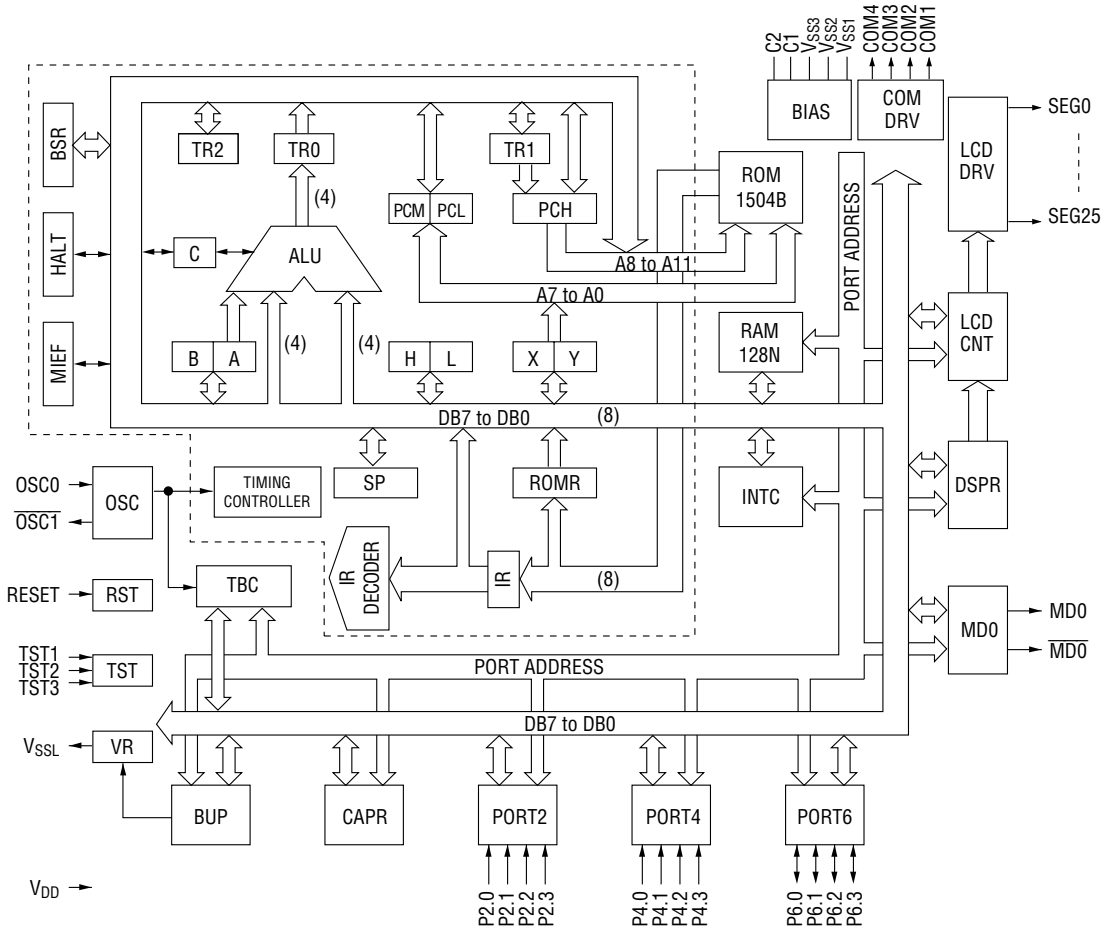 C2
C1
VSS3
VSS2
VSS1
COM4
COM3
COM2
COM1
BIAS
COM
DRV
LCD
DRV
SEG0
SEG25
BSR
TR2
TR0
TR1
ROM
1504B
(4)
PCM
PCL
PCH
HALT
C
ALU
A8 to A11
PORT ADDRESS
A7 to A0
MIEF
B
A
(4)
(4)
H
L
X
Y
RAM
128N
LCD
CNT
DB7 to DB0
(8)
OSC0
OSC1
OSC
TIMING
CONTROLLER
SP
ROMR
INTC
DSPR
IR
DECODER
IR
(8)
RESET
RST
TBC
MD0
MD0
MD0
TST1
TST2
TST3
TST
PORT ADDRESS
DB7 to DB0
VSSL
VR
BUP
CAPR
PORT2
PORT4
PORT6
VDD
P2.0
P2.1
P2.2
P2.3
P4.0
P4.1
P4.2
P4.3
P6.0
P6.1
P6.2
P6.3